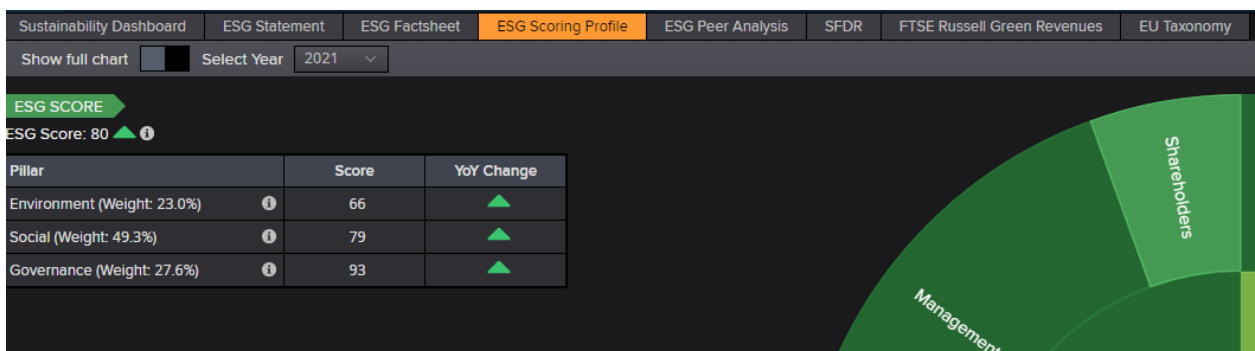 Sustainability Dashboard ESG Statement ESG Factsheet ESG Scoring Profile ESG Peer Analysis SFDR FTSE Russell Green Revenues EU Taxonomy
Show full chart Select Year 2021
ESG SCORE
ESG Score: 80
Pillar Score YoY Change
Environment (Weight: 23.0%) 66
Social (Weight: 49.3%) 79
Governance (Weight: 27.6%) 93
Shareholders
Management